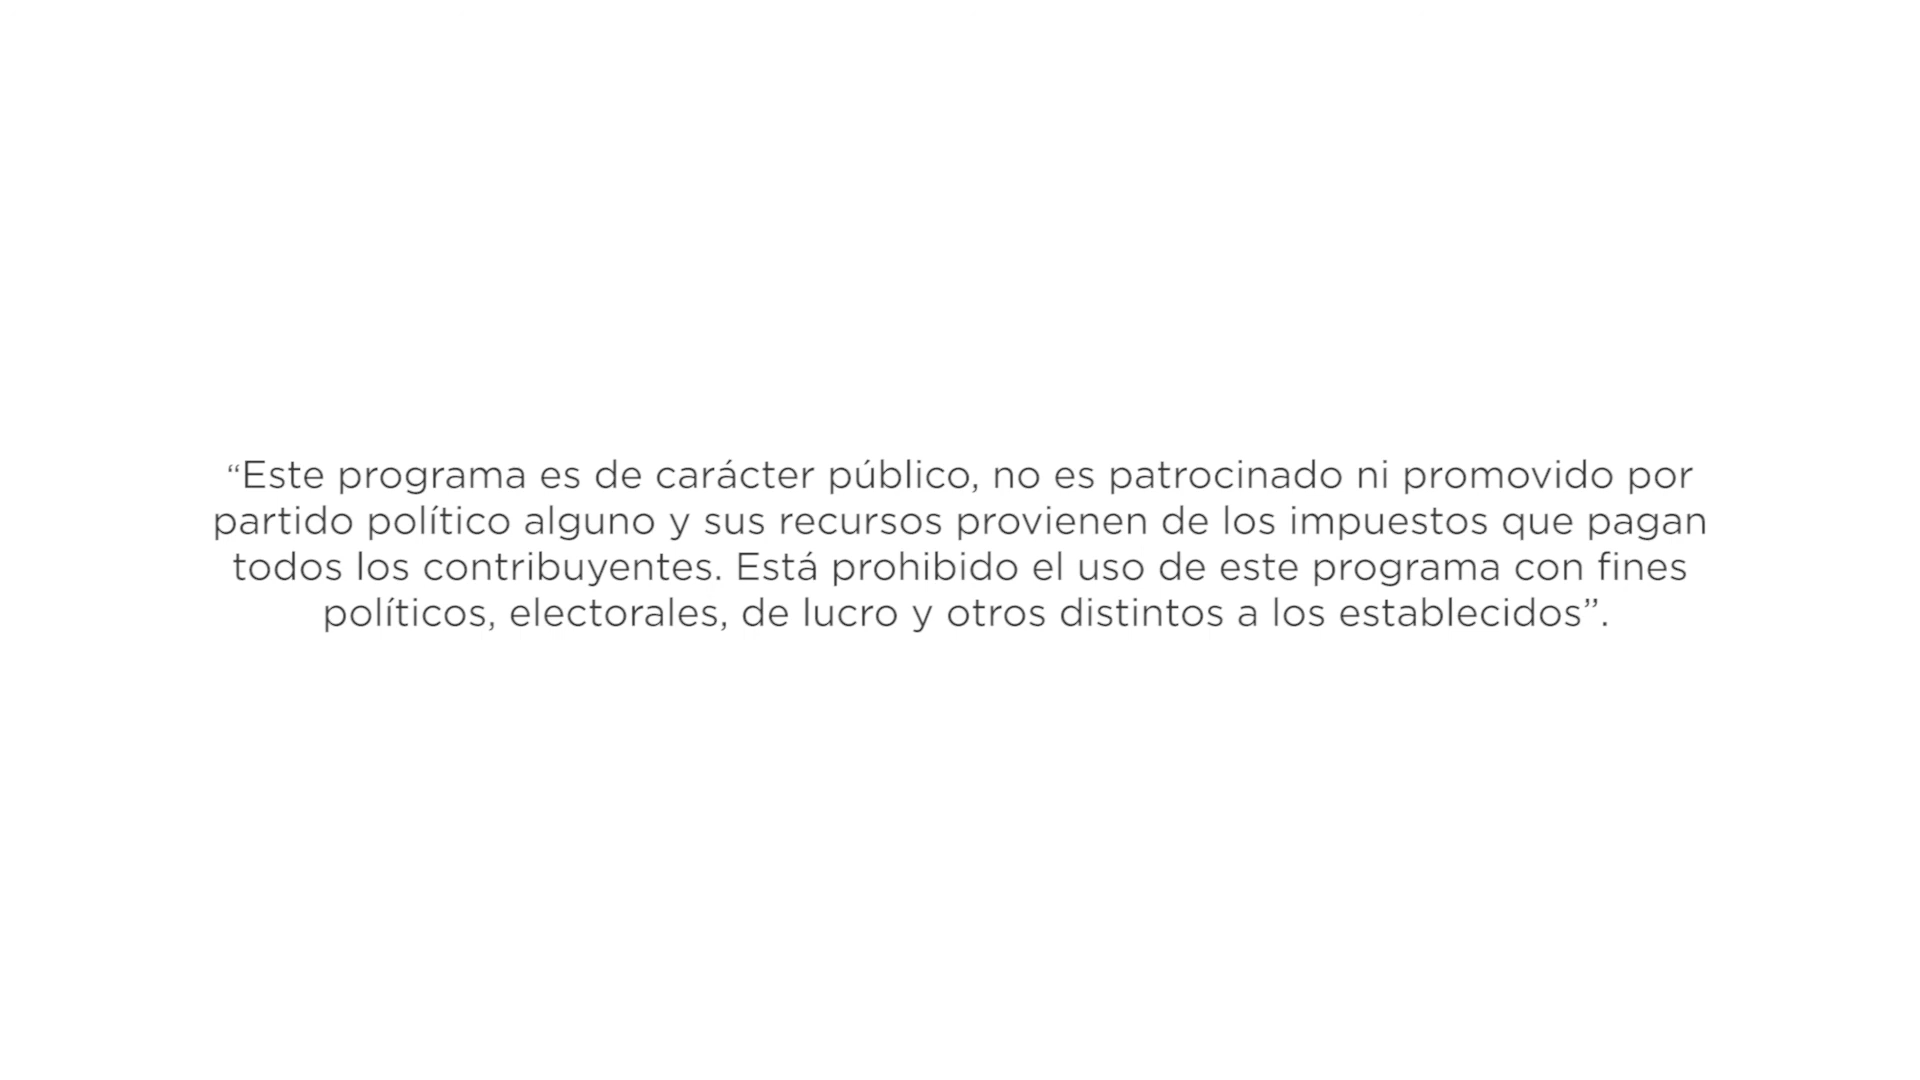 “Este programa es de carácter público, no es patrocinado ni promovido por
partido político alguno y sus recursos provienen de los impuestos que pagan
todos los contribuyentes. Está prohibido el uso de este programa con fines
políticos, electorales, de lucro y otros distintos a los establecidos”.